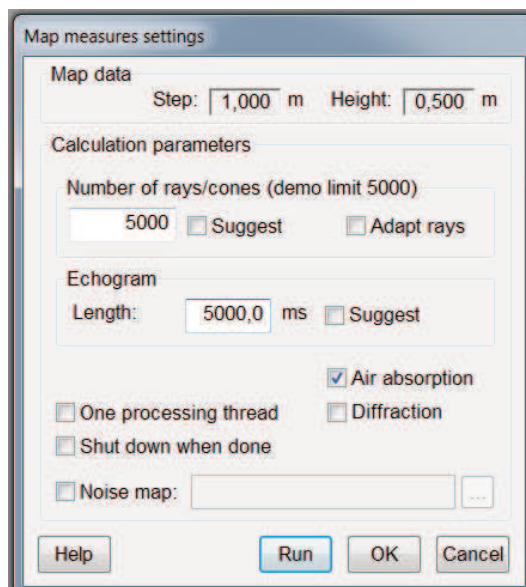 Map measures settings
Map data
Step: 1,000 m Height: 0,500 m
Calculation parameters
Number of rays/cones (demo limit 5000)
5000 Suggest Adapt rays
Echogram
Length: 5000,0 ms Suggest
Air absorption
One processing thread Diffraction
Shut down when done
Noise map: ...
Help Run OK Cancel